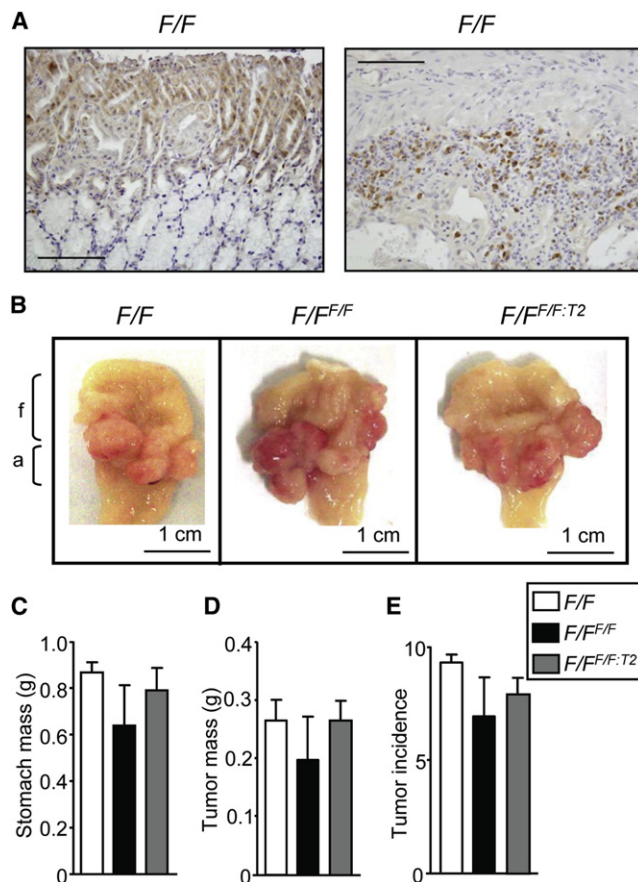 A
F/F
F/F
B
F/F
F/F^F/F
F/F^F/F:T2
f
a
1 cm
1 cm
1 cm
C
D
E
F/F
F/F^F/F
F/F^F/F:T2
Stomach mass (g)
1.0
0.8
0.6
0.4
0.2
0
Tumor mass (g)
0.4
0.3
0.2
0.1
0
Tumor incidence
10
5
0